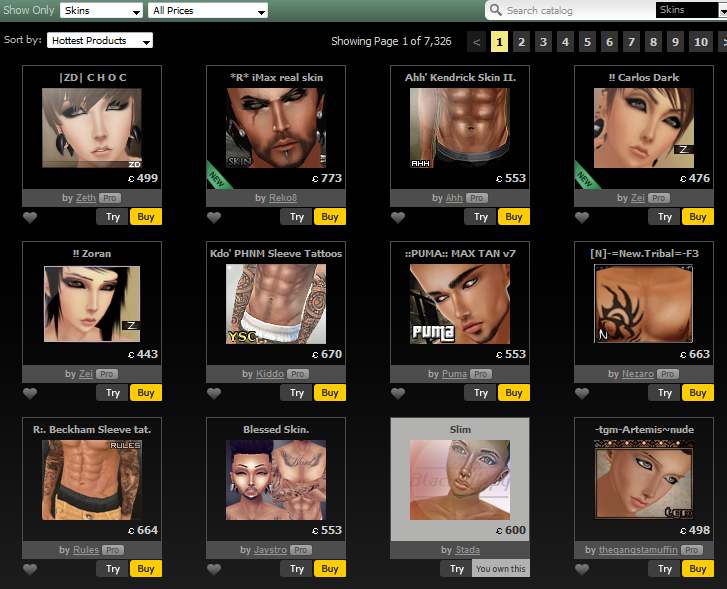 Show Only Skins All Prices Search catalog Skins
Sort by: Hottest Products Showing Page 1 of 7,326 < 1 2 3 4 5 6 7 8 9 10 >
|ZD| C H O C *R* iMax real skin Ahh' Kendrick Skin II. !! Carlos Dark
ZD SKIN NEW AHH Z NEW
499 773 553 476
by Zeth Pro by Reko8 Pro by Ahh Pro by Zei Pro
Try Buy Try Buy Try Buy Try Buy
!! Zoran Kdo' PHNM Sleeve Tattoos ::PUMA:: MAX TAN v7 [N]-=New.Tribal=-F3
Z YSC PUMA N
443 670 553 663
by Zei Pro by Kiddo Pro by Puma Pro by Nezaro Pro
Try Buy Try Buy Try Buy Try Buy
R:. Beckham Sleeve tat. Blessed Skin. Slim -tgm-Artemis~nude
RULES tgm
664 553 600 498
by Rules Pro by Jaystro Pro by Stada by thegangstamuffin Pro
Try Buy Try Buy Try You own this Try Buy